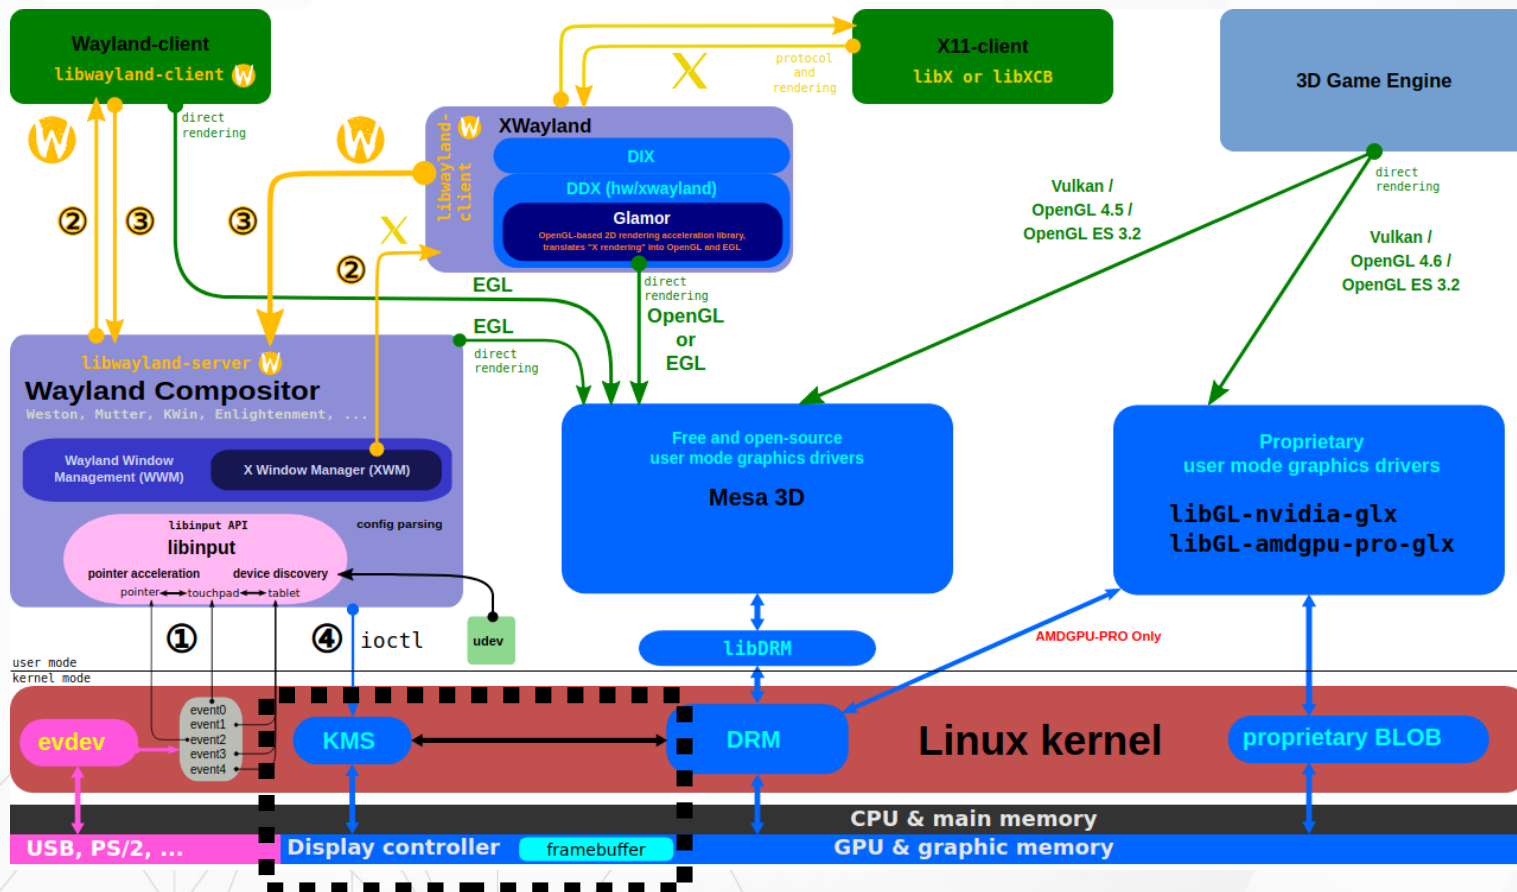 Wayland-client
libwayland-client
direct
rendering
②
③
③
②
X
X
protocol
and
rendering
X11-client
libX or libXCB
3D Game Engine
direct
rendering
Vulkan /
OpenGL 4.5 /
OpenGL ES 3.2
Vulkan /
OpenGL 4.6 /
OpenGL ES 3.2
libwayland-
client
XWayland
DIX
DDX (hw/xwayland)
Glamor
OpenGL-based 2D rendering acceleration library,
translates "X rendering" into OpenGL and EGL
EGL
EGL
direct
rendering
direct
rendering
OpenGL
or
EGL
libwayland-server
Wayland Compositor
Weston, Mutter, KWin, Enlightenment, ...
Wayland Window
Management (WWM)
X Window Manager (XWM)
libinput API
libinput
config parsing
pointer acceleration
device discovery
pointer
touchpad
tablet
①
④
ioctl
udev
Free and open-source
user mode graphics drivers
Mesa 3D
Proprietary
user mode graphics drivers
libGL-nvidia-glx
libGL-amdgpu-pro-glx
libDRM
AMDGPU-PRO Only
user mode
kernel mode
evdev
event0
event1
event2
event3
event4
KMS
DRM
Linux kernel
proprietary BLOB
CPU & main memory
USB, PS/2, ...
Display controller
framebuffer
GPU & graphic memory